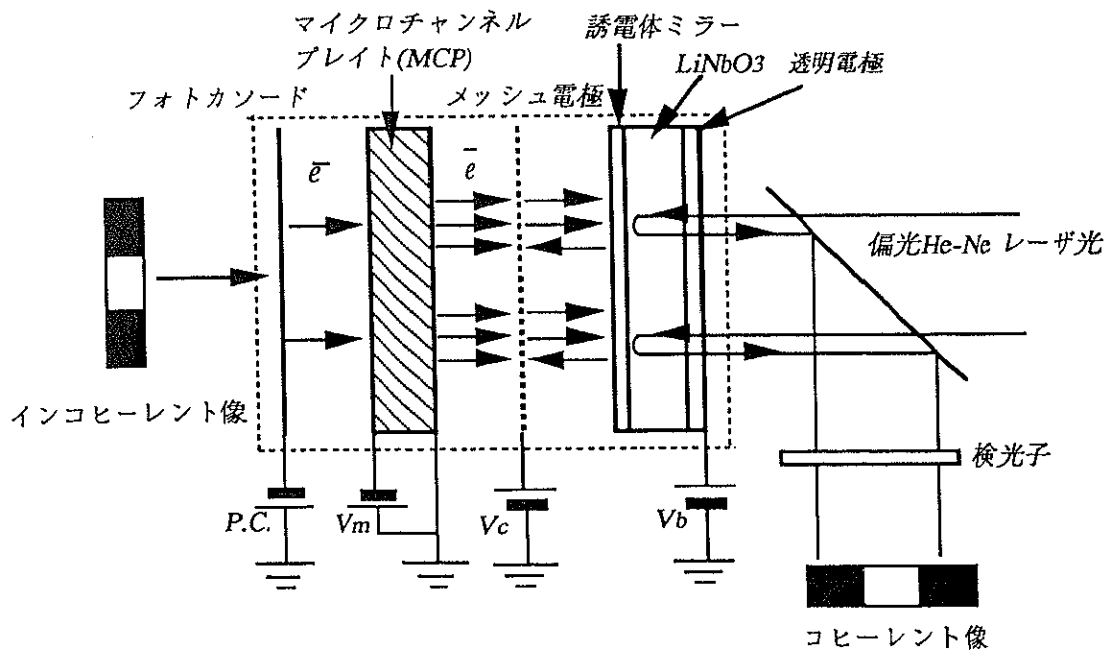 マイクロチャンネル
プレイト(MCP)
誘電体ミラー
LiNbO3 透明電極
フォトカソード
メッシュ電極
e̅
e̅
偏光He-Ne レーザ光
インコヒーレント像
検光子
P.C.
Vm
Vc
Vb
コヒーレント像